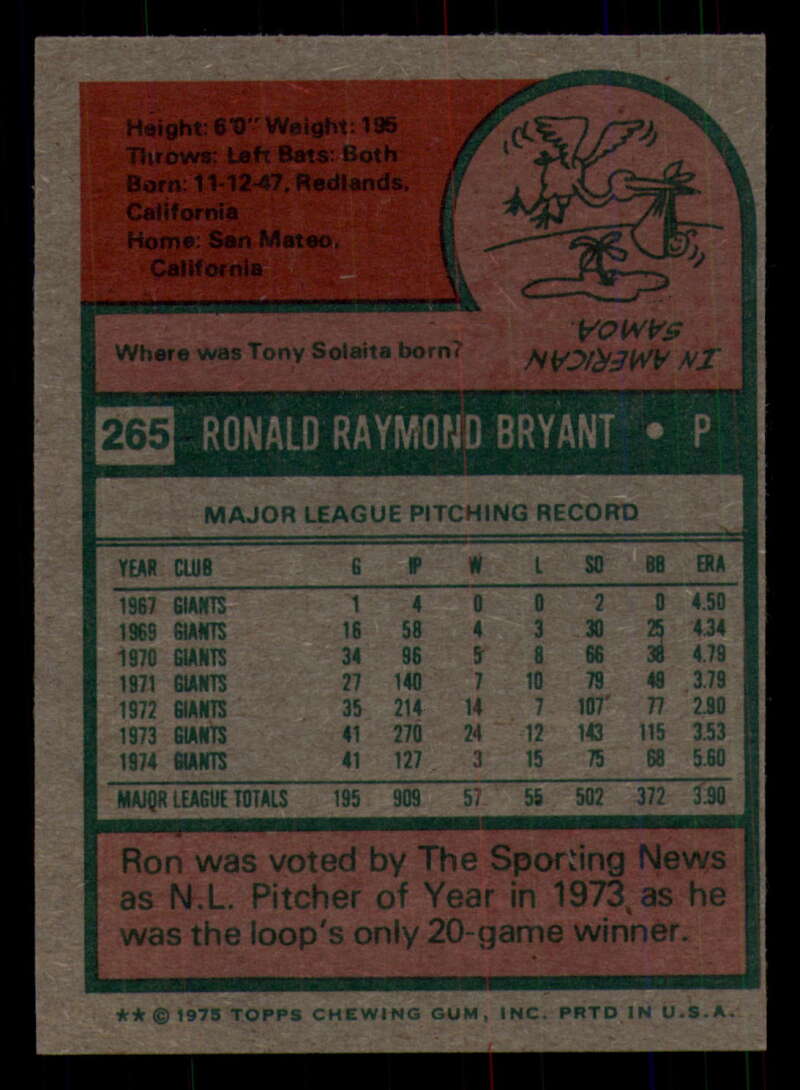 Height: 6'0" Weight: 195
Throws: Left Bats: Both
Born: 11-12-47, Redlands,
California
Home: San Mateo,
California
Where was Tony Solaita born?
IN AMERICAN
SAMOA
265 RONALD RAYMOND BRYANT • P
MAJOR LEAGUE PITCHING RECORD
YEAR CLUB G IP W L SO BB ERA
1967 GIANTS 1 4 0 0 2 0 4.50
1969 GIANTS 16 58 4 3 30 25 4.34
1970 GIANTS 34 96 5 8 66 38 4.79
1971 GIANTS 27 140 7 10 79 49 3.79
1972 GIANTS 35 214 14 7 107 77 2.90
1973 GIANTS 41 270 24 12 143 115 3.53
1974 GIANTS 41 127 3 15 75 68 5.60
MAJOR LEAGUE TOTALS 195 909 57 55 502 372 3.90
Ron was voted by The Sporting News
as N.L. Pitcher of Year in 1973, as he
was the loop's only 20-game winner.
** © 1975 TOPPS CHEWING GUM, INC. PRTD IN U.S.A.